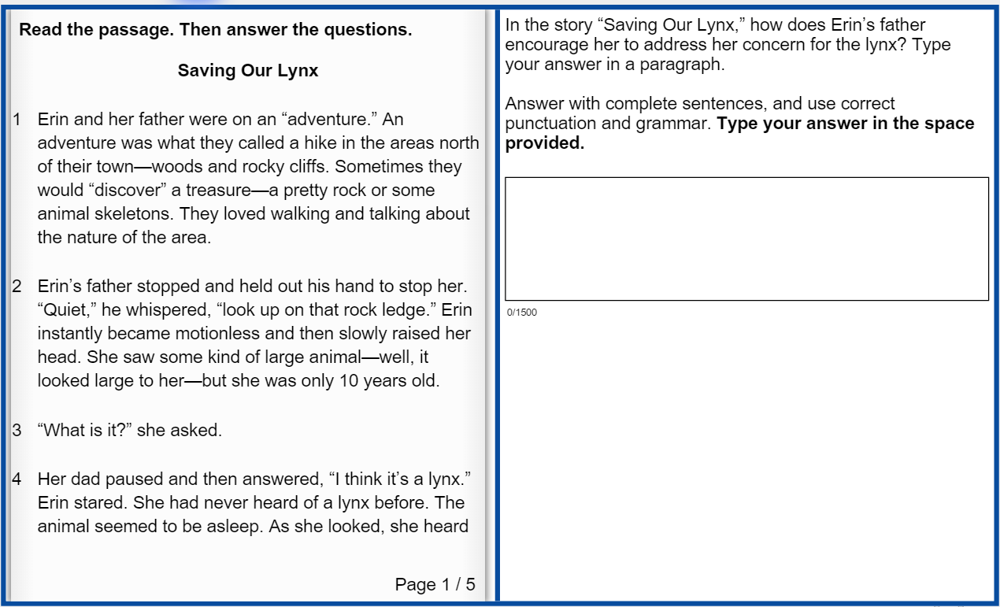 Read the passage. Then answer the questions.
Saving Our Lynx
1 Erin and her father were on an “adventure.” An
adventure was what they called a hike in the areas north
of their town—woods and rocky cliffs. Sometimes they
would “discover” a treasure—a pretty rock or some
animal skeletons. They loved walking and talking about
the nature of the area.
2 Erin’s father stopped and held out his hand to stop her.
“Quiet,” he whispered, “look up on that rock ledge.” Erin
instantly became motionless and then slowly raised her
head. She saw some kind of large animal—well, it
looked large to her—but she was only 10 years old.
3 “What is it?” she asked.
4 Her dad paused and then answered, “I think it’s a lynx.”
Erin stared. She had never heard of a lynx before. The
animal seemed to be asleep. As she looked, she heard
Page 1 / 5
In the story “Saving Our Lynx,” how does Erin’s father
encourage her to address her concern for the lynx? Type
your answer in a paragraph.
Answer with complete sentences, and use correct
punctuation and grammar. Type your answer in the space
provided.
0/1500